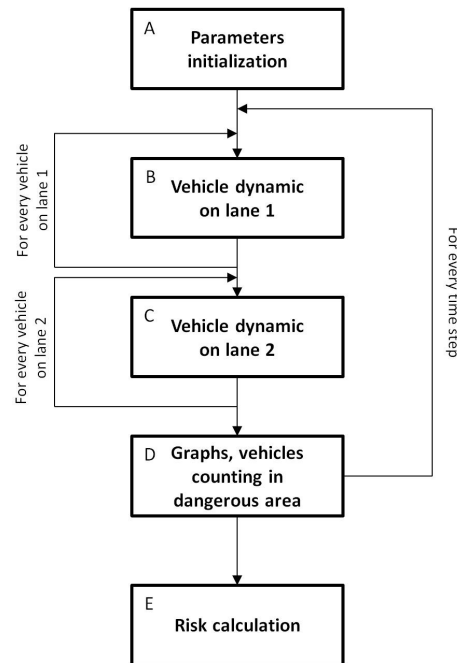 A
Parameters
initialization
For every vehicle
on lane 1
B
Vehicle dynamic
on lane 1
For every time step
For every vehicle
on lane 2
C
Vehicle dynamic
on lane 2
D
Graphs, vehicles
counting in
dangerous area
E
Risk calculation